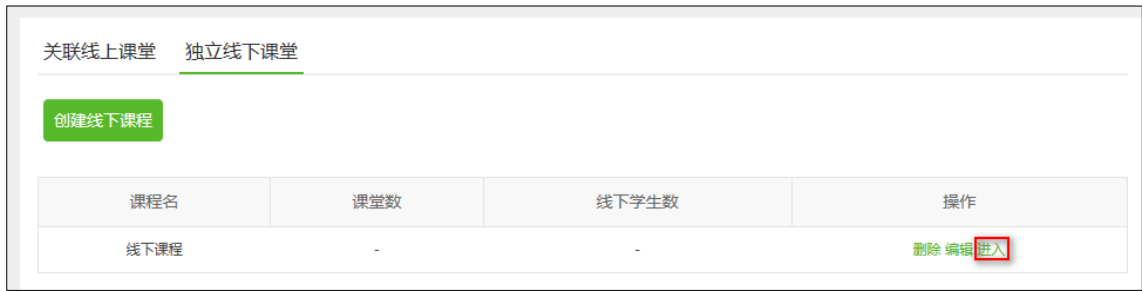 关联线上课堂 独立线下课堂
创建线下课程
课程名 课堂数 线下学生数 操作
线下课程 - - 删除 编辑 进入